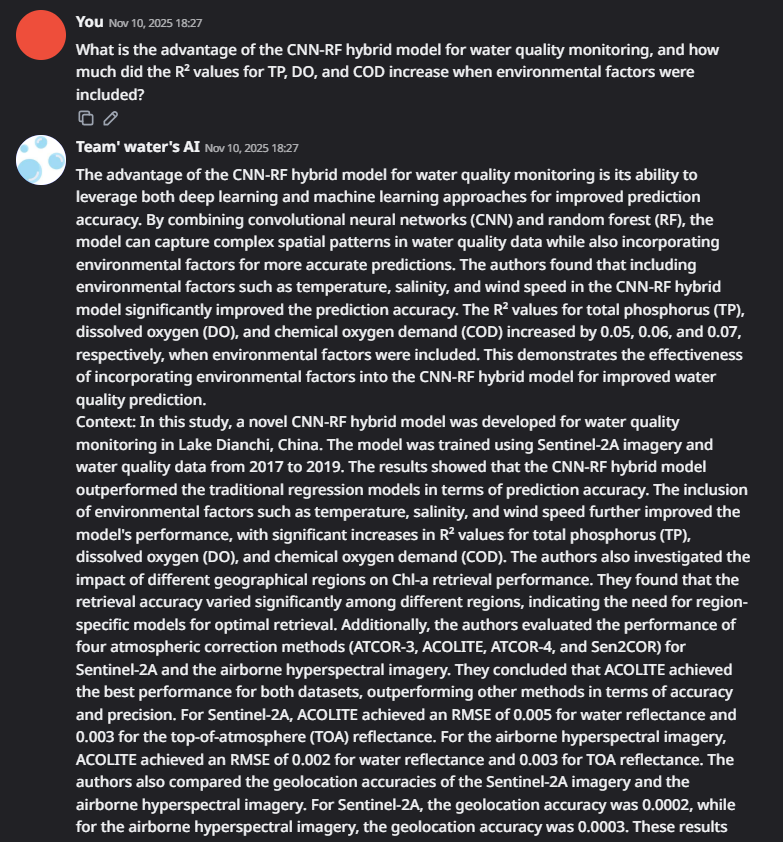 You Nov 10, 2025 18:27
What is the advantage of the CNN-RF hybrid model for water quality monitoring, and how
much did the R² values for TP, DO, and COD increase when environmental factors were
included?
Team' water's AI Nov 10, 2025 18:27
The advantage of the CNN-RF hybrid model for water quality monitoring is its ability to
leverage both deep learning and machine learning approaches for improved prediction
accuracy. By combining convolutional neural networks (CNN) and random forest (RF), the
model can capture complex spatial patterns in water quality data while also incorporating
environmental factors for more accurate predictions. The authors found that including
environmental factors such as temperature, salinity, and wind speed in the CNN-RF hybrid
model significantly improved the prediction accuracy. The R² values for total phosphorus (TP),
dissolved oxygen (DO), and chemical oxygen demand (COD) increased by 0.05, 0.06, and 0.07,
respectively, when environmental factors were included. This demonstrates the effectiveness
of incorporating environmental factors into the CNN-RF hybrid model for improved water
quality prediction.
Context: In this study, a novel CNN-RF hybrid model was developed for water quality
monitoring in Lake Dianchi, China. The model was trained using Sentinel-2A imagery and
water quality data from 2017 to 2019. The results showed that the CNN-RF hybrid model
outperformed the traditional regression models in terms of prediction accuracy. The inclusion
of environmental factors such as temperature, salinity, and wind speed further improved the
model's performance, with significant increases in R² values for total phosphorus (TP),
dissolved oxygen (DO), and chemical oxygen demand (COD). The authors also investigated the
impact of different geographical regions on Chl-a retrieval performance. They found that the
retrieval accuracy varied significantly among different regions, indicating the need for region-
specific models for optimal retrieval. Additionally, the authors evaluated the performance of
four atmospheric correction methods (ATCOR-3, ACOLITE, ATCOR-4, and Sen2COR) for
Sentinel-2A and the airborne hyperspectral imagery. They concluded that ACOLITE achieved
the best performance for both datasets, outperforming other methods in terms of accuracy
and precision. For Sentinel-2A, ACOLITE achieved an RMSE of 0.005 for water reflectance and
0.003 for the top-of-atmosphere (TOA) reflectance. For the airborne hyperspectral imagery,
ACOLITE achieved an RMSE of 0.002 for water reflectance and 0.003 for TOA reflectance. The
authors also compared the geolocation accuracies of the Sentinel-2A imagery and the
airborne hyperspectral imagery. For Sentinel-2A, the geolocation accuracy was 0.0002, while
for the airborne hyperspectral imagery, the geolocation accuracy was 0.0003. These results